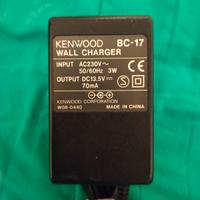 KENWOOD BC-17
WALL CHARGER
INPUT AC230V~
50/60Hz 3W
OUTPUT DC13.5V⎓
70mA
KENWOOD CORPORATION
W08-0440 MADE IN CHINA